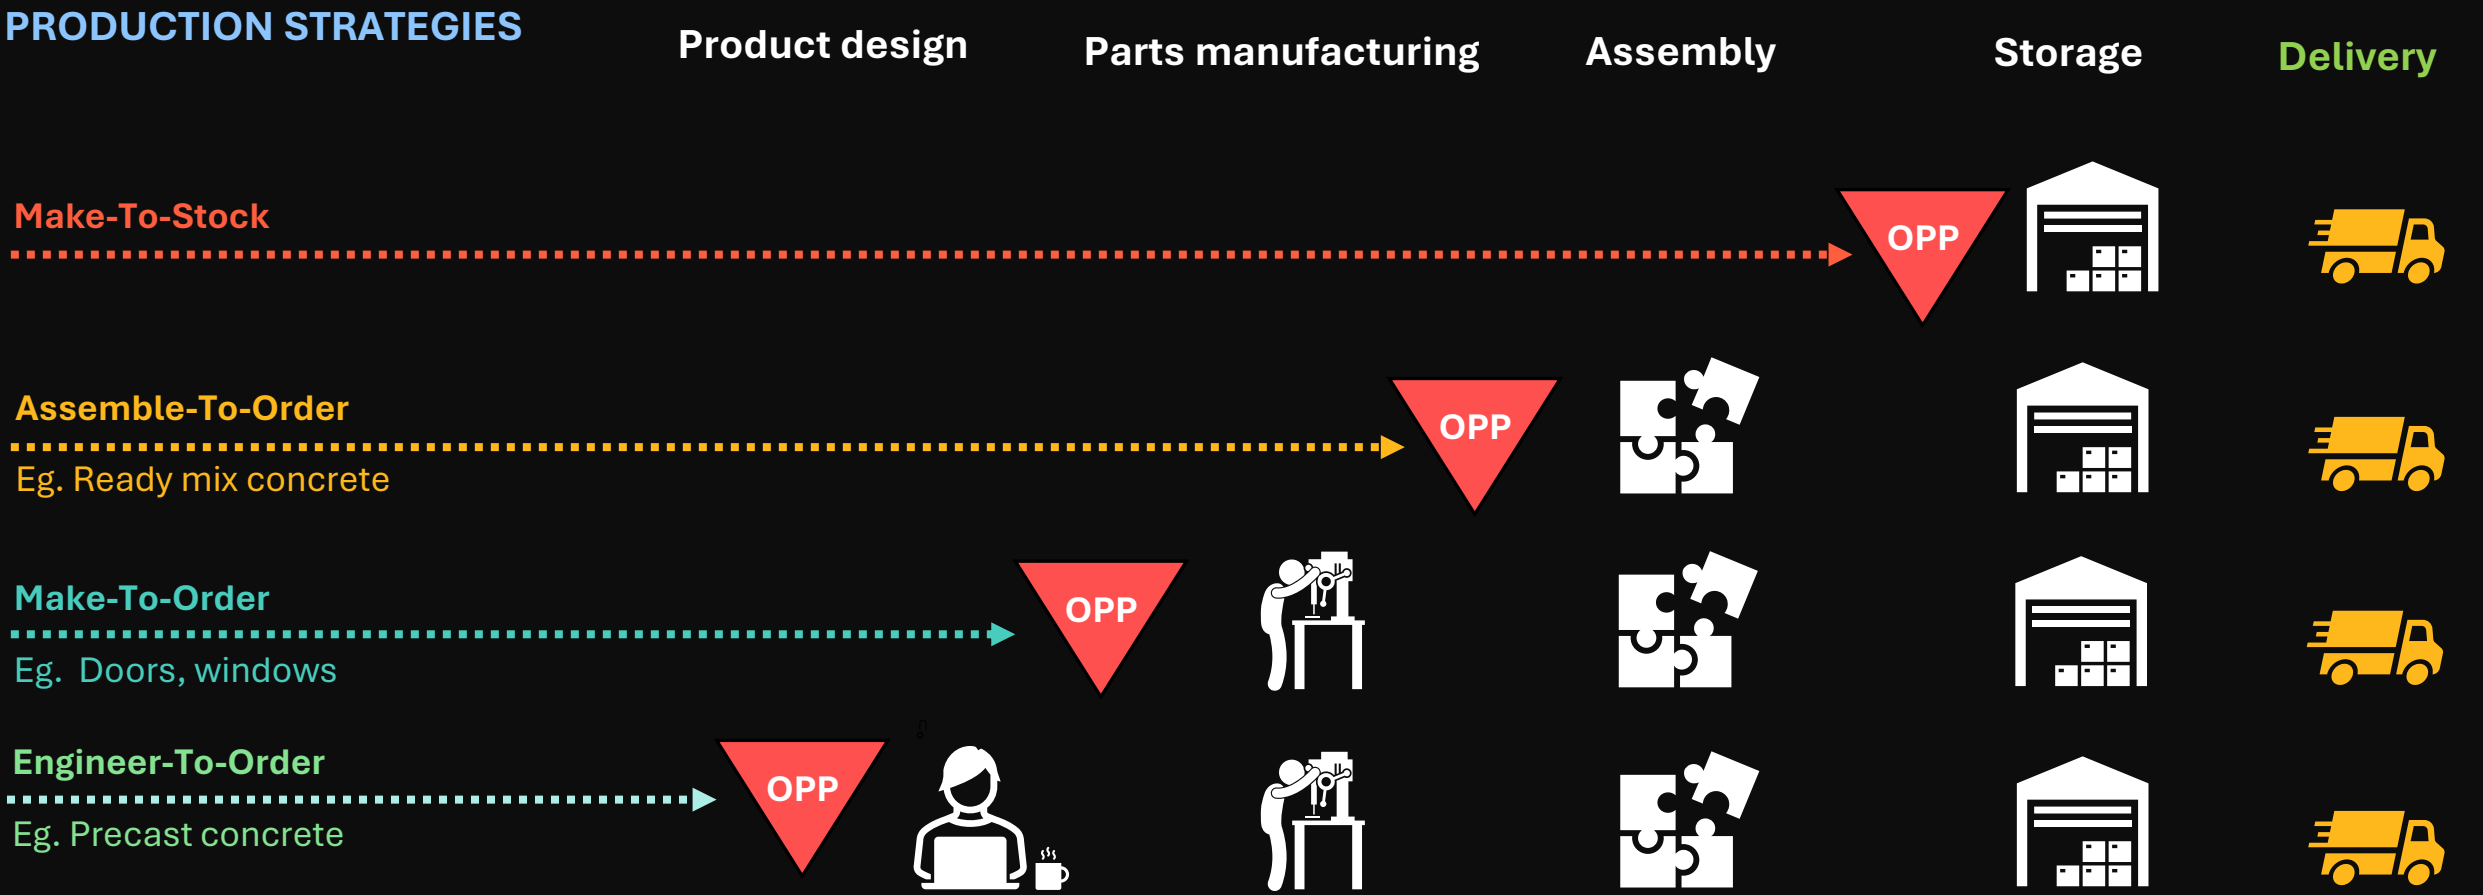 PRODUCTION STRATEGIES
Product design
Parts manufacturing
Assembly
Storage
Delivery
Make-To-Stock
OPP
Assemble-To-Order
OPP
Eg. Ready mix concrete
Make-To-Order
OPP
Eg.  Doors, windows
Engineer-To-Order
OPP
Eg. Precast concrete